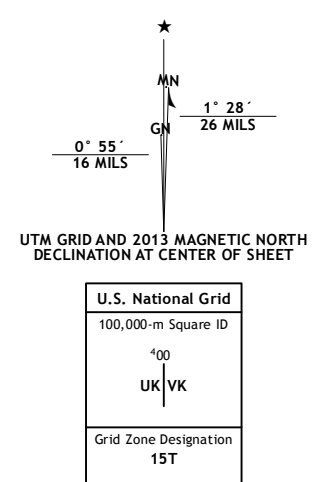 ★
MN
1° 28´
26 MILS
GN
0° 55´
16 MILS
UTM GRID AND 2013 MAGNETIC NORTH
DECLINATION AT CENTER OF SHEET
U.S. National Grid
100,000-m Square ID
⁴00
UK VK
Grid Zone Designation
15T